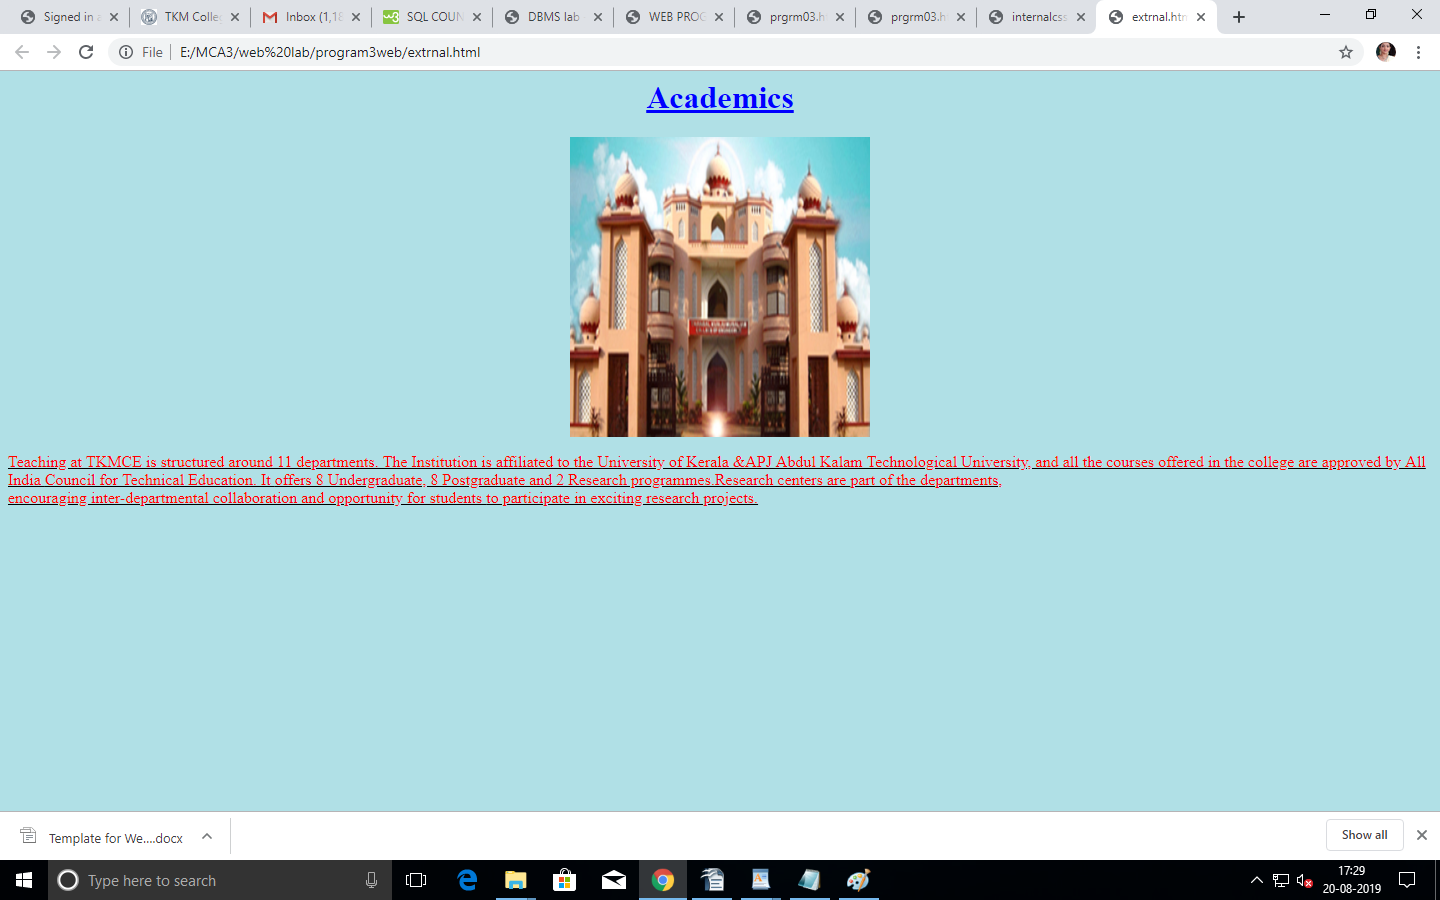 Signed in a
TKM Colle
Inbox (1,18
SQL COUN
DBMS lab
WEB PROG
prgrm03.h
prgrm03.h
internalcss
extrnal.htm
File
E:/MCA3/web%20lab/program3web/extrnal.html
Academics
Teaching at TKMCE is structured around 11 departments. The Institution is affiliated to the University of Kerala &APJ Abdul Kalam Technological University, and all the courses offered in the college are approved by All
India Council for Technical Education. It offers 8 Undergraduate, 8 Postgraduate and 2 Research programmes.Research centers are part of the departments,
encouraging inter-departmental collaboration and opportunity for students to participate in exciting research projects.
Template for We....docx
Show all
Type here to search
17:29
20-08-2019